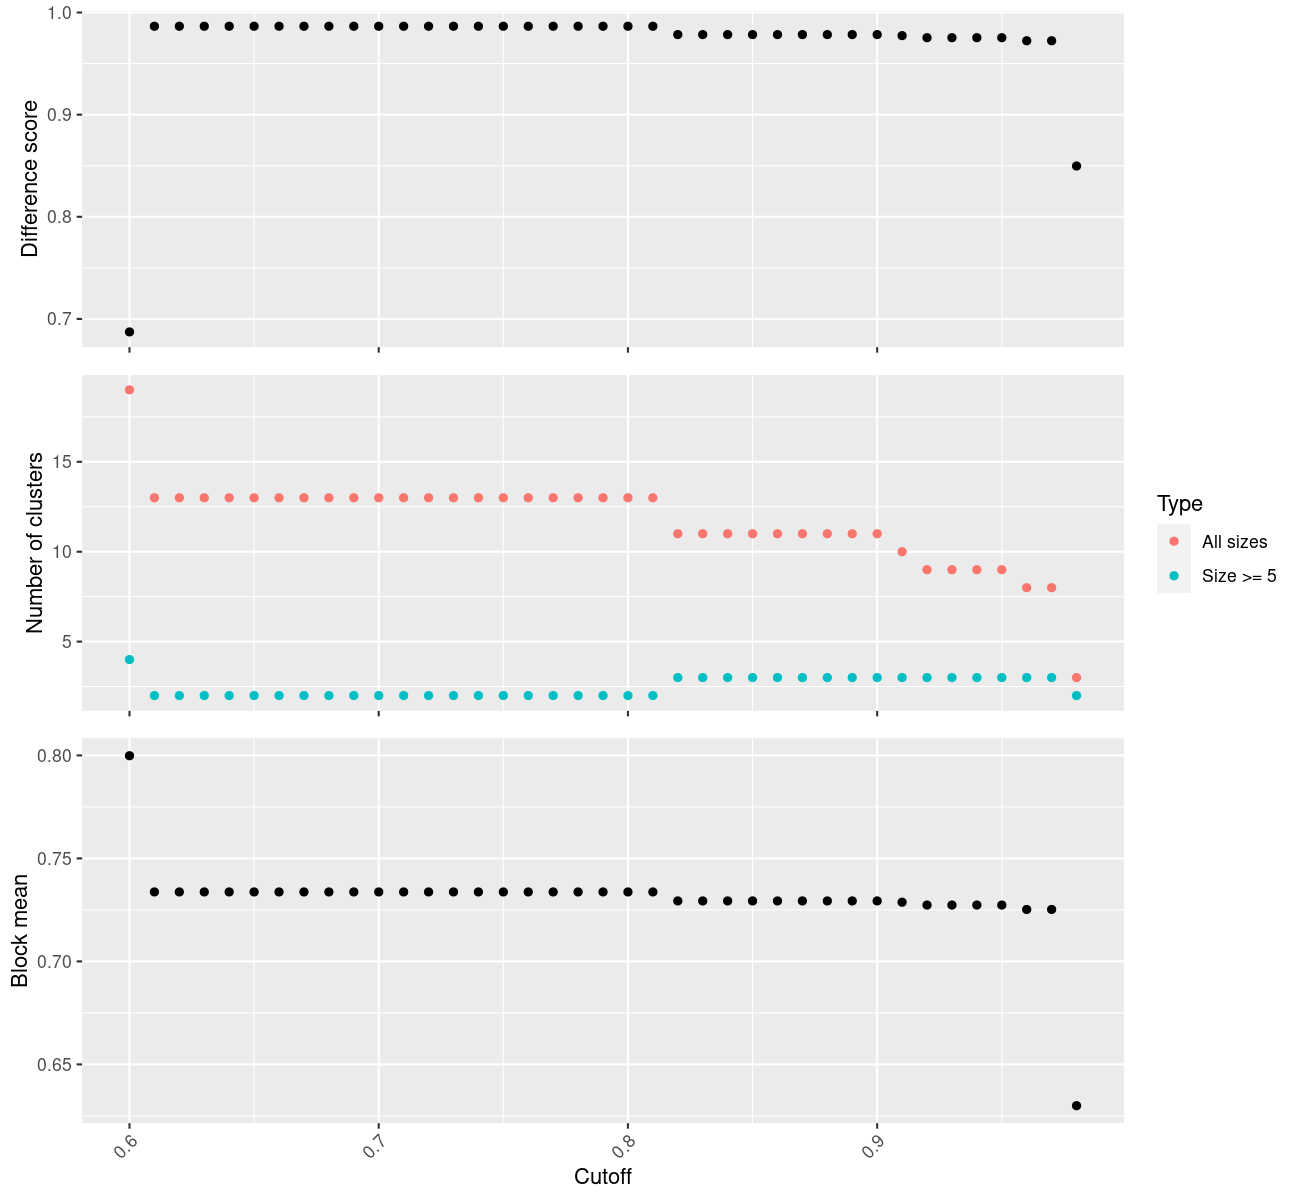 Difference score
1.0
0.9
0.8
0.7
Number of clusters
15
10
5
Type
All sizes
Size >= 5
Block mean
0.80
0.75
0.70
0.65
0.6
0.7
0.8
0.9
Cutoff